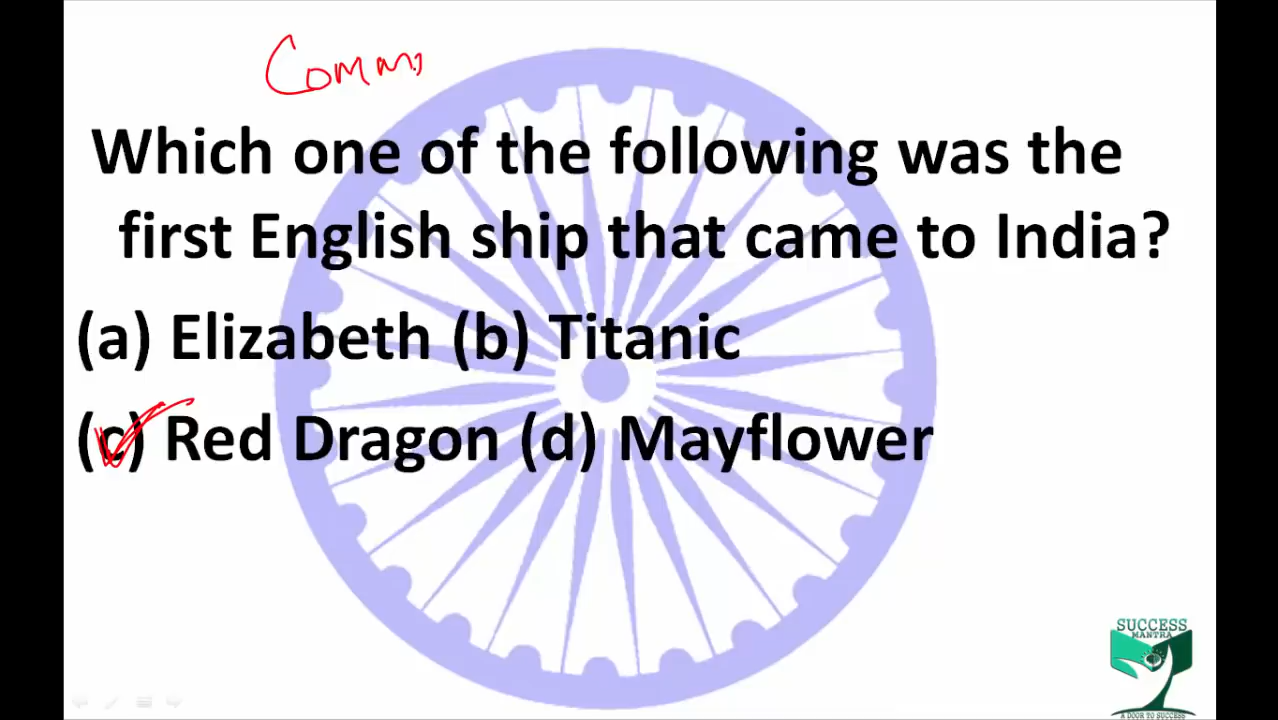 Comm
Which one of the following was the
first English ship that came to India?
(a) Elizabeth (b) Titanic
(c) Red Dragon (d) Mayflower
SUCCESS
MANTRA
A DOOR TO SUCCESS